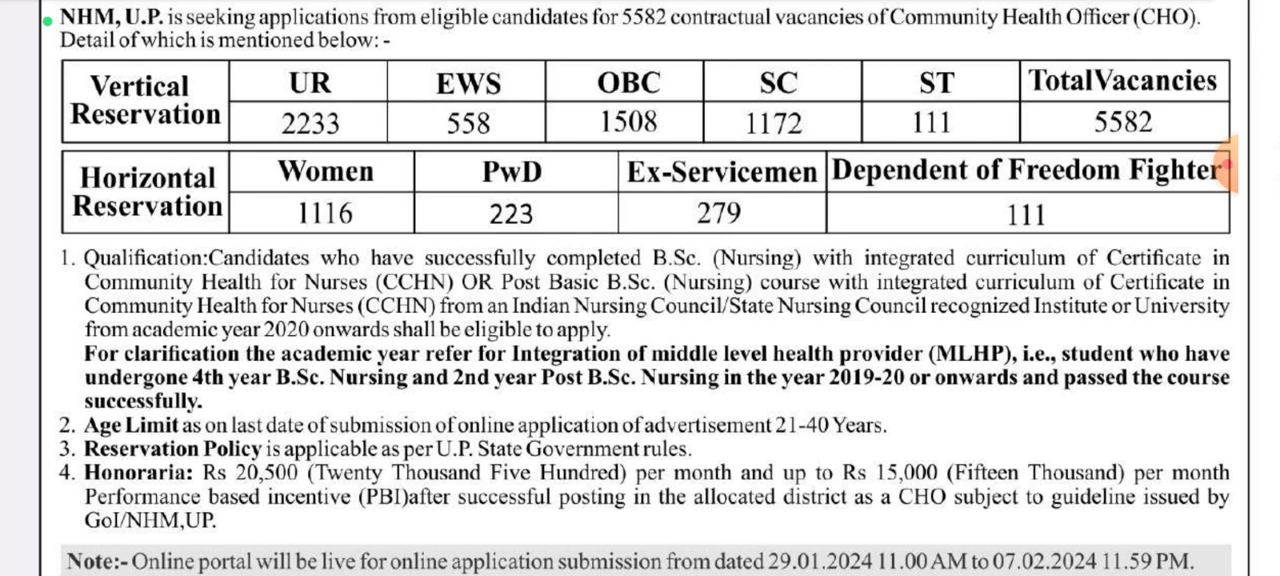 NHM, U.P. is seeking applications from eligible candidates for 5582 contractual vacancies of Community Health Officer (CHO).
Detail of which is mentioned below: -
Vertical Reservation UR EWS OBC SC ST TotalVacancies
2233 558 1508 1172 111 5582
Horizontal Reservation Women PwD Ex-Servicemen Dependent of Freedom Fighter
1116 223 279 111
1. Qualification:Candidates who have successfully completed B.Sc. (Nursing) with integrated curriculum of Certificate in
Community Health for Nurses (CCHN) OR Post Basic B.Sc. (Nursing) course with integrated curriculum of Certificate in
Community Health for Nurses (CCHN) from an Indian Nursing Council/State Nursing Council recognized Institute or University
from academic year 2020 onwards shall be eligible to apply.
For clarification the academic year refer for Integration of middle level health provider (MLHP), i.e., student who have
undergone 4th year B.Sc. Nursing and 2nd year Post B.Sc. Nursing in the year 2019-20 or onwards and passed the course
successfully.
2. Age Limit as on last date of submission of online application of advertisement 21-40 Years.
3. Reservation Policy is applicable as per U.P. State Government rules.
4. Honoraria: Rs 20,500 (Twenty Thousand Five Hundred) per month and up to Rs 15,000 (Fifteen Thousand) per month
Performance based incentive (PBI)after successful posting in the allocated district as a CHO subject to guideline issued by
GoI/NHM,UP.
Note:- Online portal will be live for online application submission from dated 29.01.2024 11.00 AM to 07.02.2024 11.59 PM.